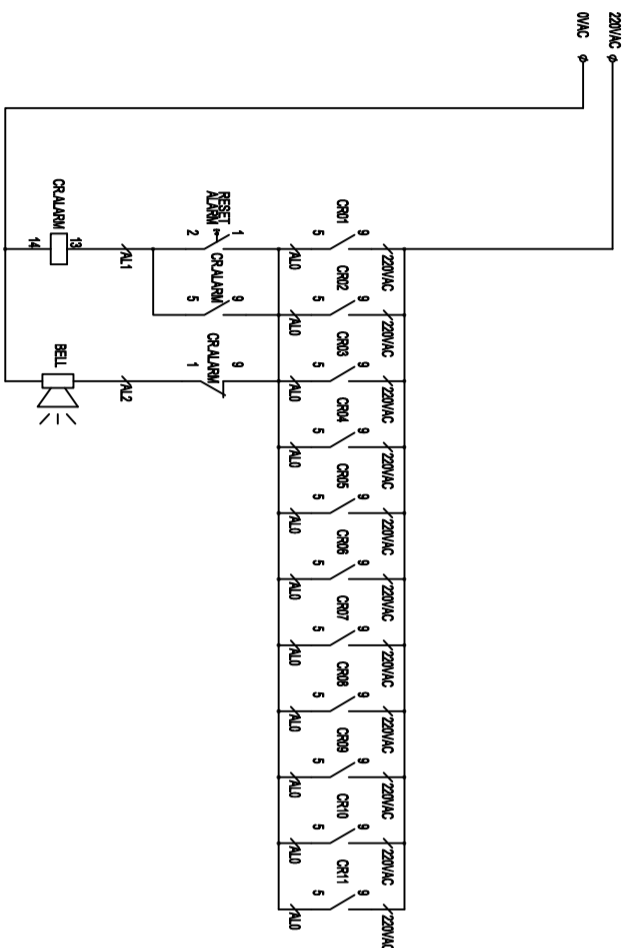 220VAC
0VAC
220VAC 220VAC 220VAC 220VAC 220VAC 220VAC 220VAC 220VAC 220VAC 220VAC 220VAC
9 9 9 9 9 9 9 9 9 9 9
CR01 CR02 CR03 CR04 CR05 CR06 CR07 CR08 CR09 CR10 CR11
5 5 5 5 5 5 5 5 5 5 5
AL0 AL0 AL0 AL0 AL0 AL0 AL0 AL0 AL0 AL0 AL0
1 9 9
RESET
ALARM CR.ALARM CR.ALARM
2 5 1
AL1 AL2
13
CR.ALARM BELL
14